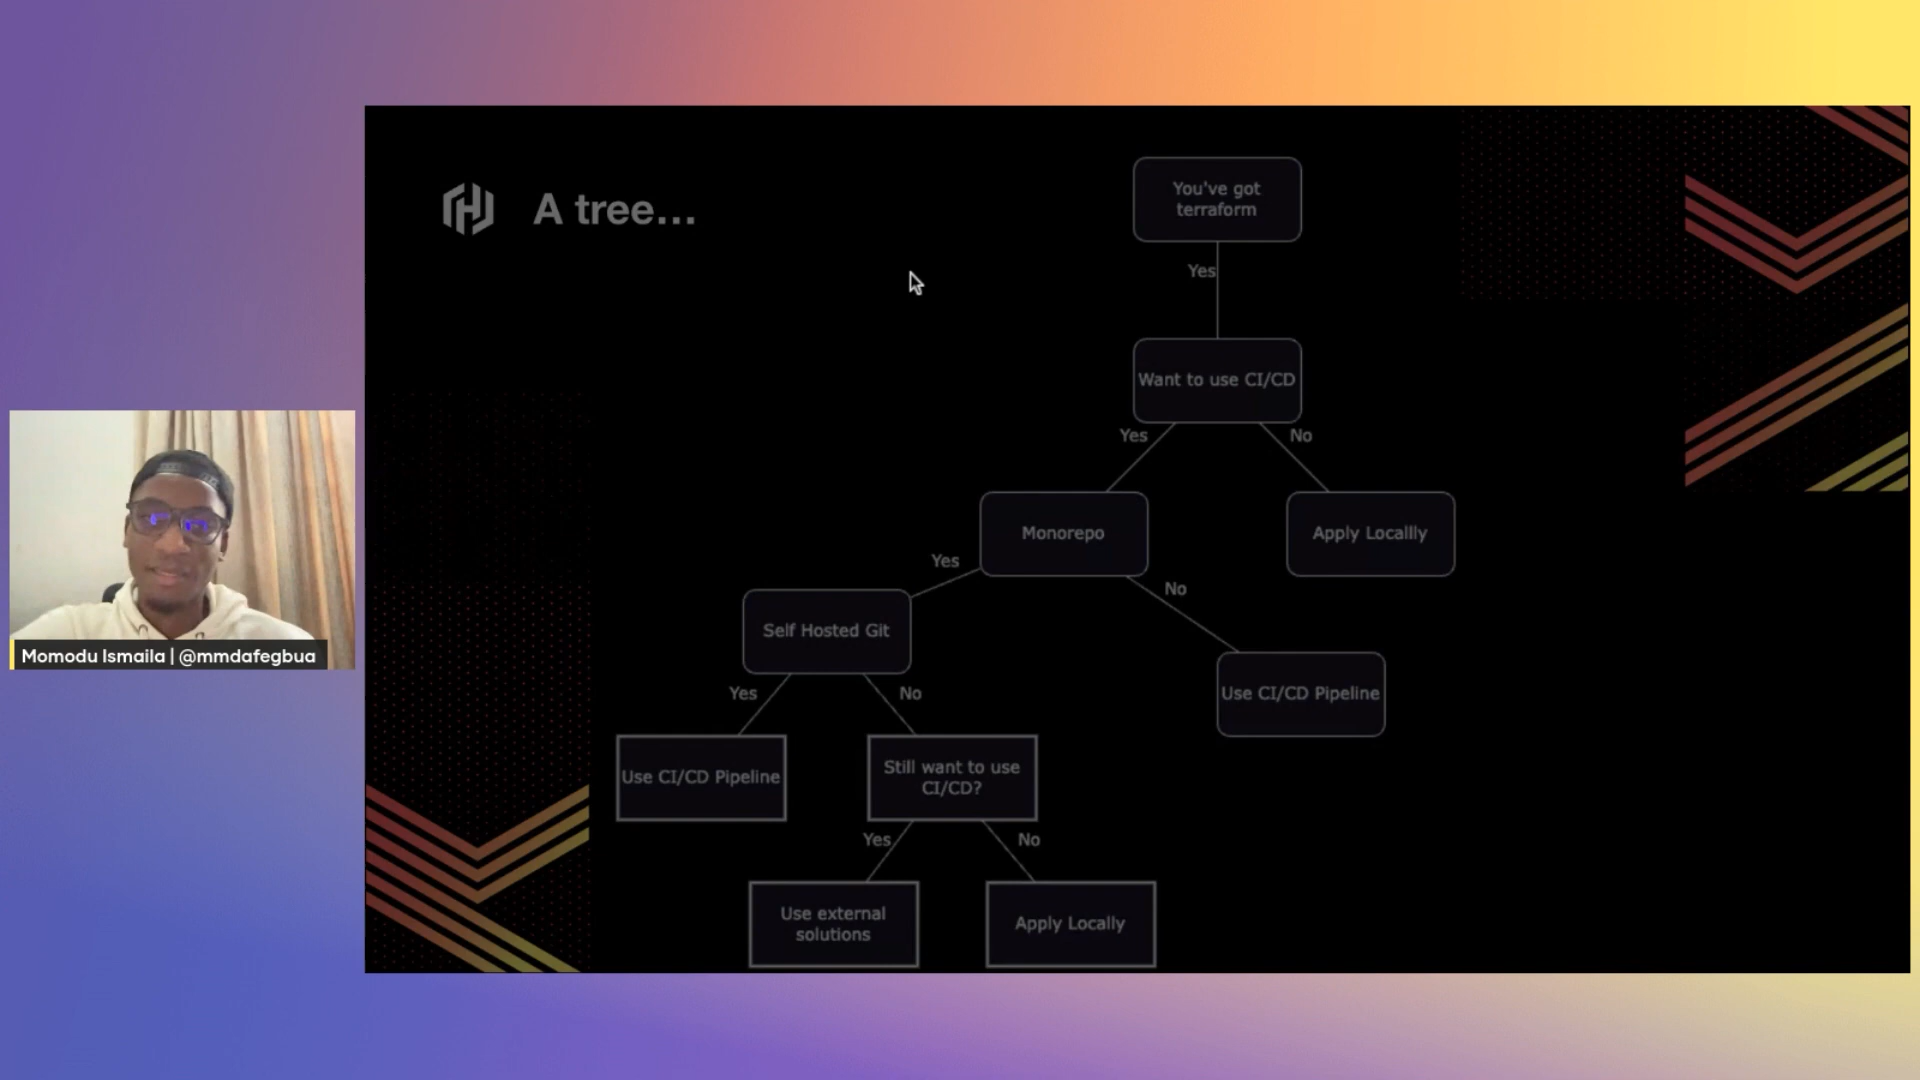 A tree...
You've got
terraform
Yes
Want to use CI/CD
Yes
No
Monorepo
Apply Locallly
Yes
No
Self Hosted Git
Use CI/CD Pipeline
Yes
No
Use CI/CD Pipeline
Still want to use
CI/CD?
Yes
No
Use external
solutions
Apply Locally
Momodu Ismaila | @mmdafegbua